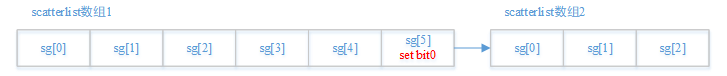 scatterlist数组1
scatterlist数组2
sg[0]
sg[1]
sg[2]
sg[3]
sg[4]
sg[5]
set bit0
sg[0]
sg[1]
sg[2]